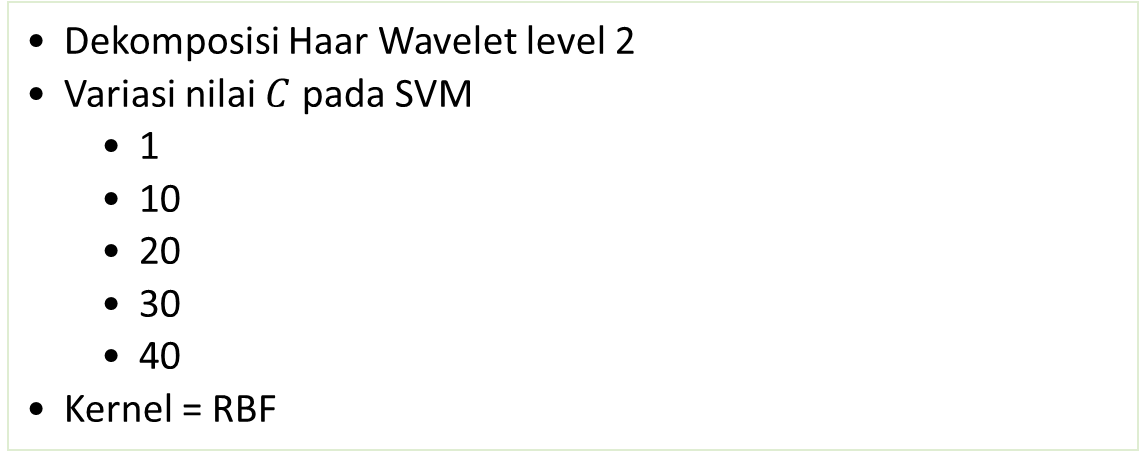 • Dekomposisi Haar Wavelet level 2
• Variasi nilai C pada SVM
• 1
• 10
• 20
• 30
• 40
• Kernel = RBF